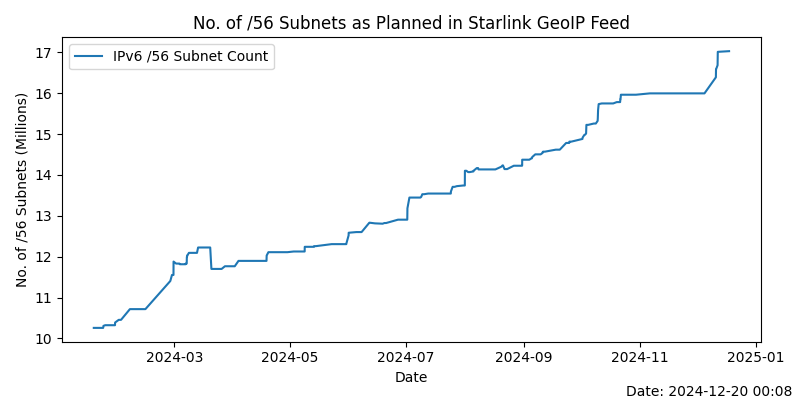 No. of /56 Subnets as Planned in Starlink GeoIP Feed
IPv6 /56 Subnet Count
No. of /56 Subnets (Millions)
17
16
15
14
13
12
11
10
2024-03 2024-05 2024-07 2024-09 2024-11 2025-01
Date
Date: 2024-12-20 00:08